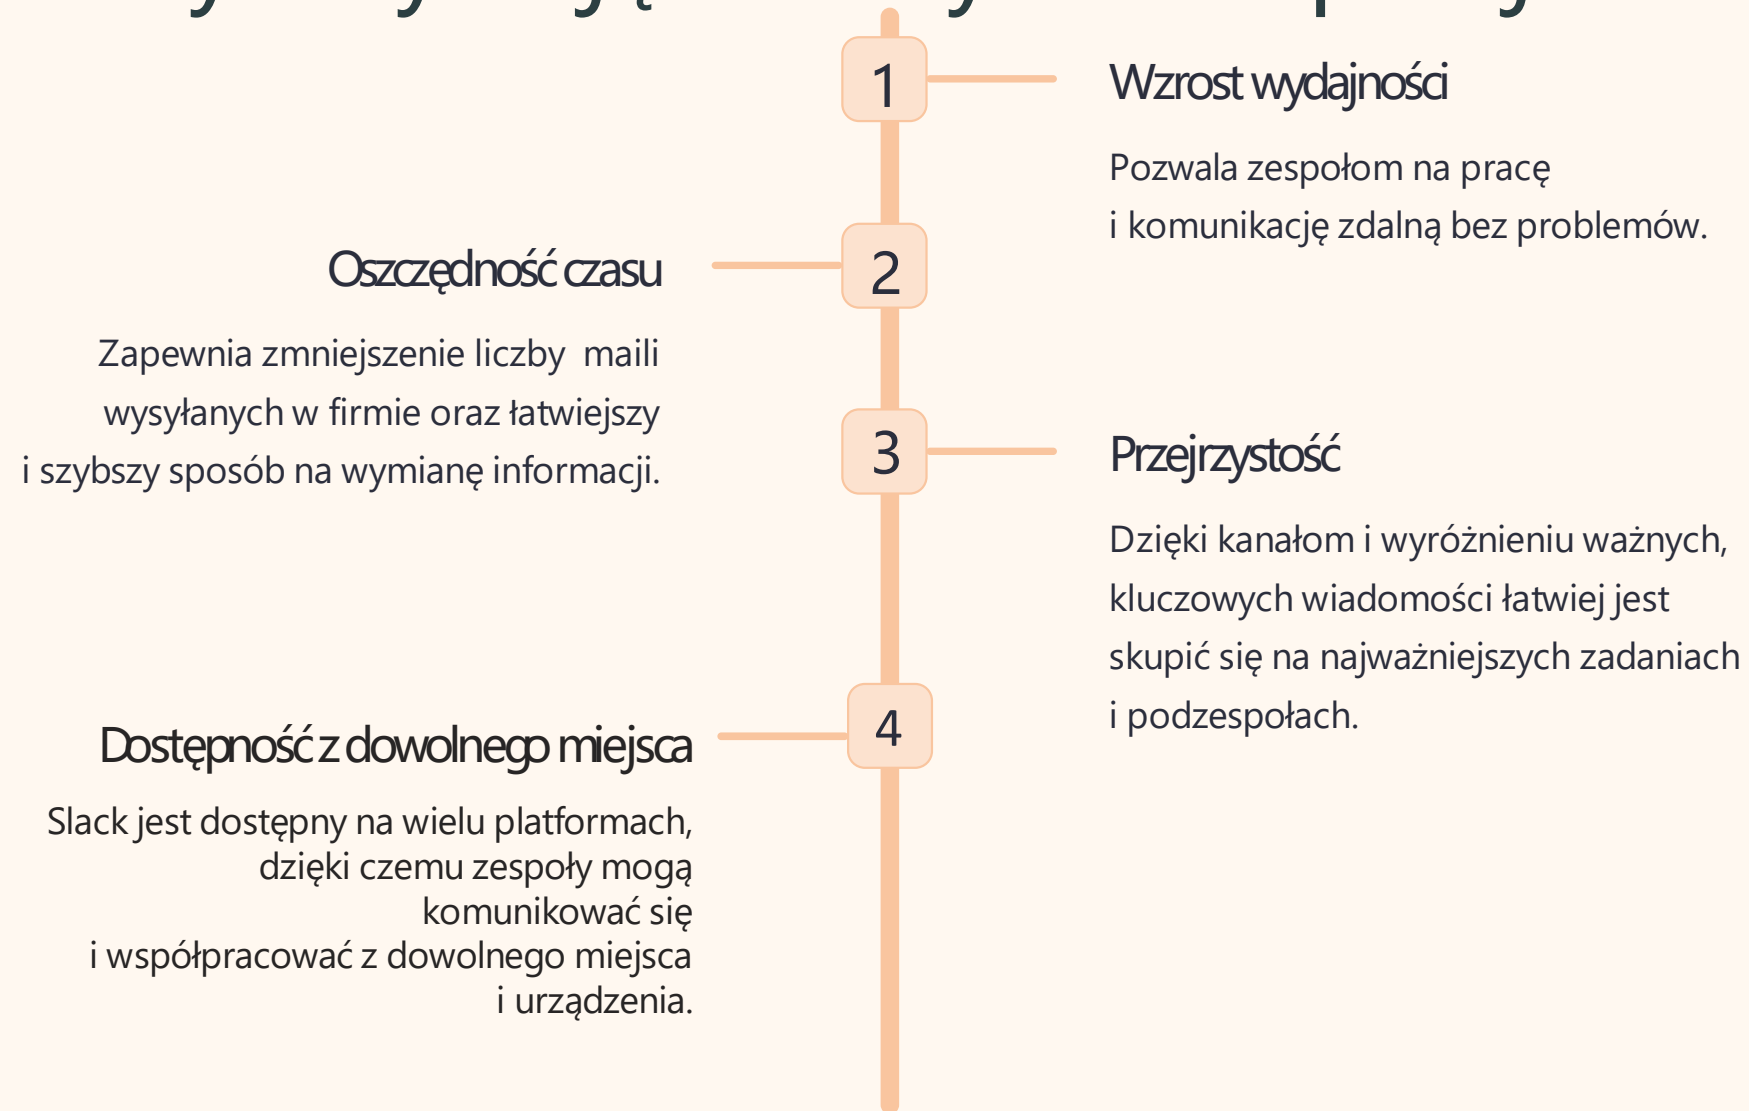 1
Wzrost wydajności
Pozwala zespołom na pracę
i komunikację zdalną bez problemów.
2
Oszczędność czasu
Zapewnia zmniejszenie liczby  maili
wysyłanych w firmie oraz łatwiejszy
i szybszy sposób na wymianę informacji.
3
Przejrzystość
Dzięki kanałom i wyróżnieniu ważnych,
kluczowych wiadomości łatwiej jest
skupić się na najważniejszych zadaniach
i podzespołach.
4
Dostępność z dowolnego miejsca
Slack jest dostępny na wielu platformach,
dzięki czemu zespoły mogą
komunikować się
i współpracować z dowolnego miejsca
i urządzenia.